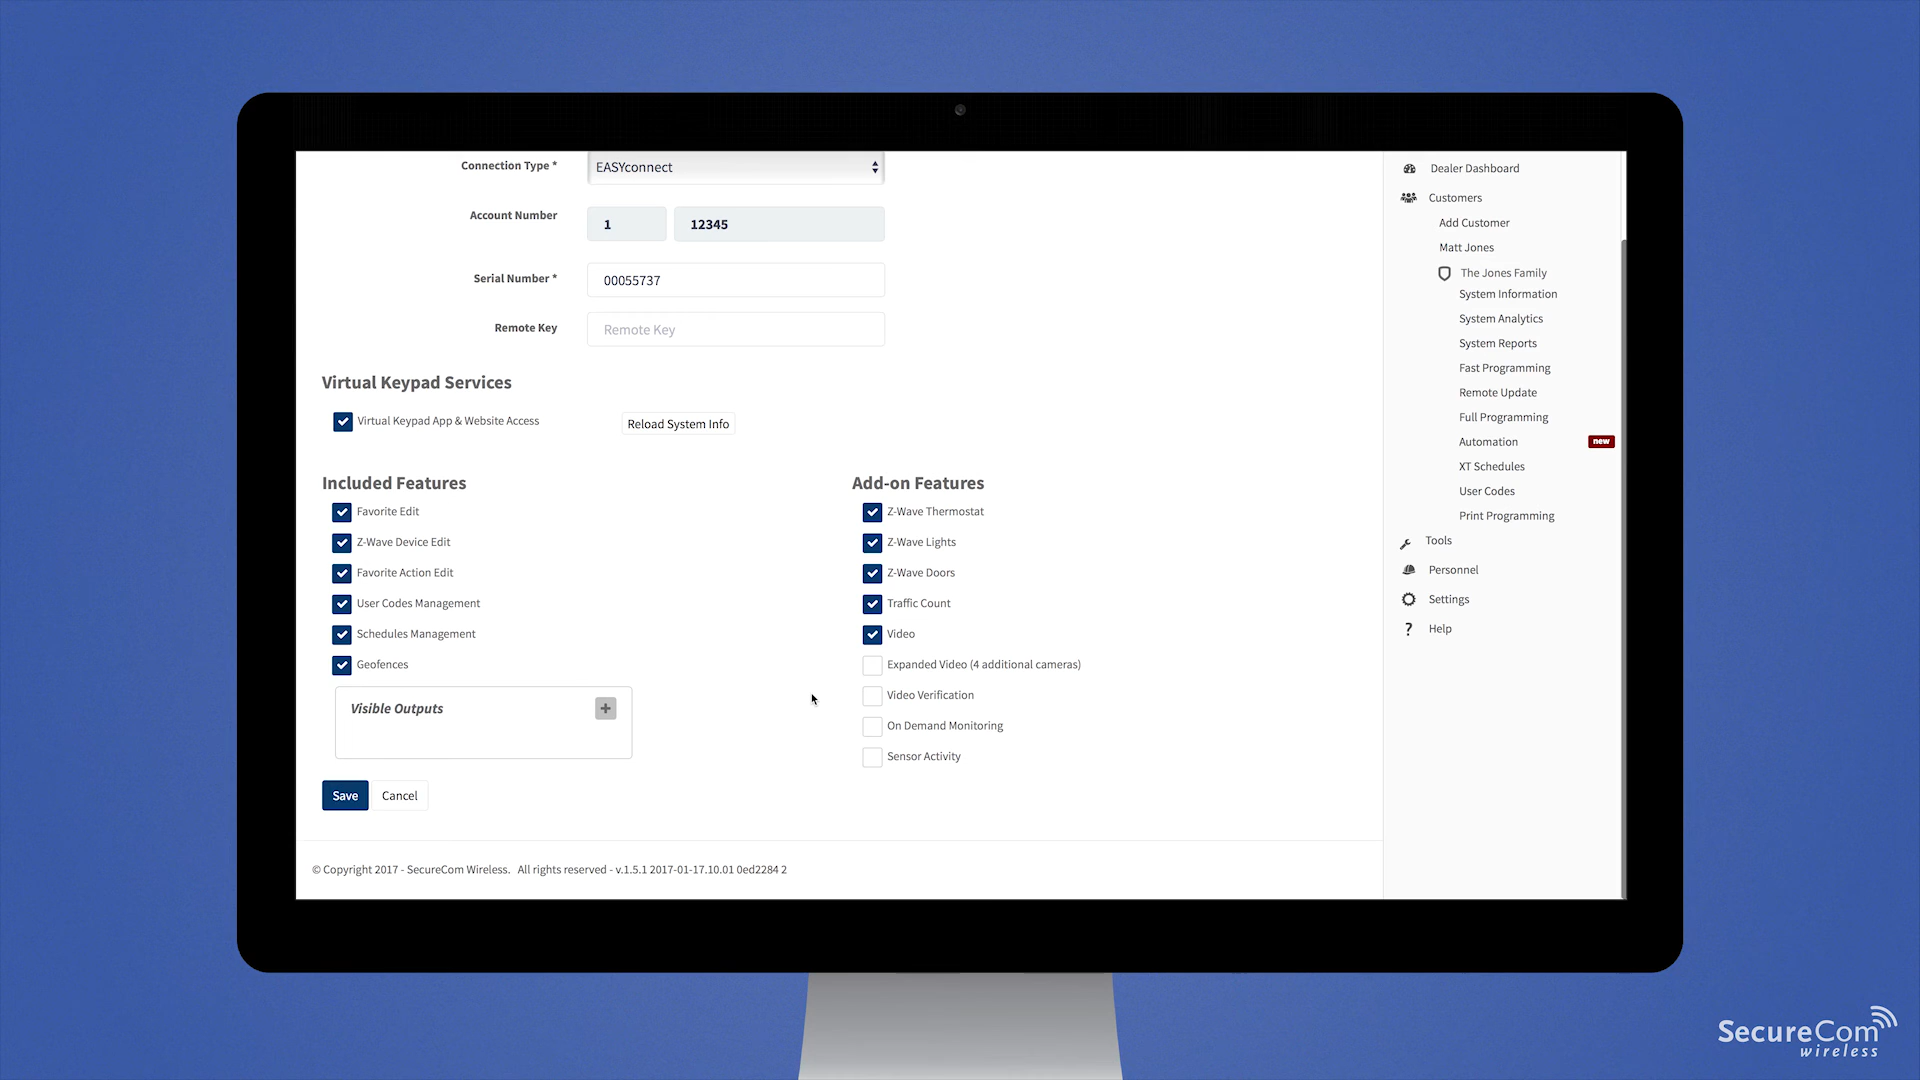 Connection Type *
EASYconnect
Account Number
1
12345
Serial Number *
00055737
Remote Key
Remote Key
Virtual Keypad Services
Virtual Keypad App & Website Access
Reload System Info
Included Features
Favorite Edit
Z-Wave Device Edit
Favorite Action Edit
User Codes Management
Schedules Management
Geofences
Visible Outputs
+
Add-on Features
Z-Wave Thermostat
Z-Wave Lights
Z-Wave Doors
Traffic Count
Video
Expanded Video (4 additional cameras)
Video Verification
On Demand Monitoring
Sensor Activity
Save
Cancel
© Copyright 2017 - SecureCom Wireless. All rights reserved - v.1.5.1 2017-01-17.10.01 0ed2284 2
Dealer Dashboard
Customers
Add Customer
Matt Jones
The Jones Family
System Information
System Analytics
System Reports
Fast Programming
Remote Update
Full Programming
Automation
new
XT Schedules
User Codes
Print Programming
Tools
Personnel
Settings
? Help
SecureCom
wireless